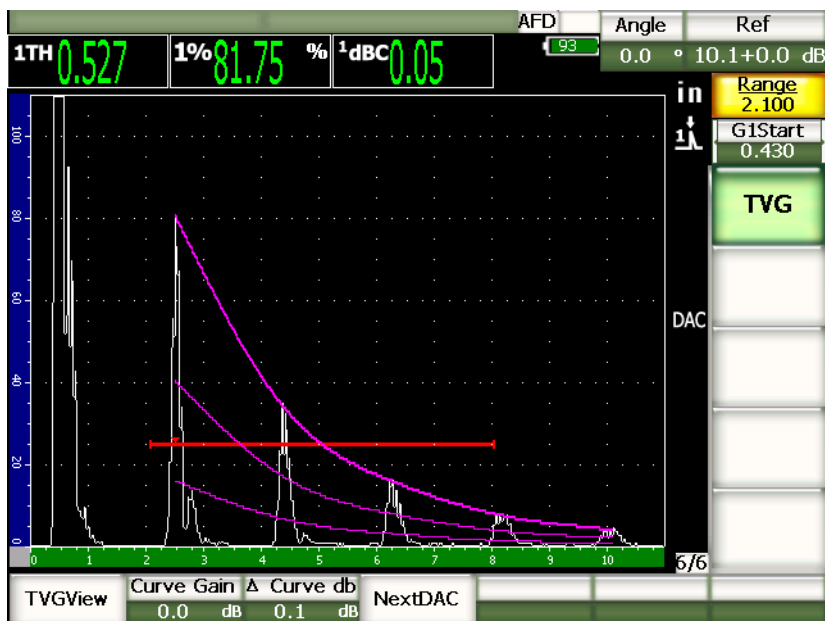 AFD
Angle
Ref
1TH 0.527
1% 81.75 %
1dBC 0.05
93
0.0 °
10.1+0.0 dB
in
Range
2.100
1
G1Start
0.430
TVG
DAC
100
80
60
40
20
0
0 1 2 3 4 5 6 7 8 9 10
6/6
TVGView
Curve Gain
0.0 dB
Δ Curve db
0.1 dB
NextDAC